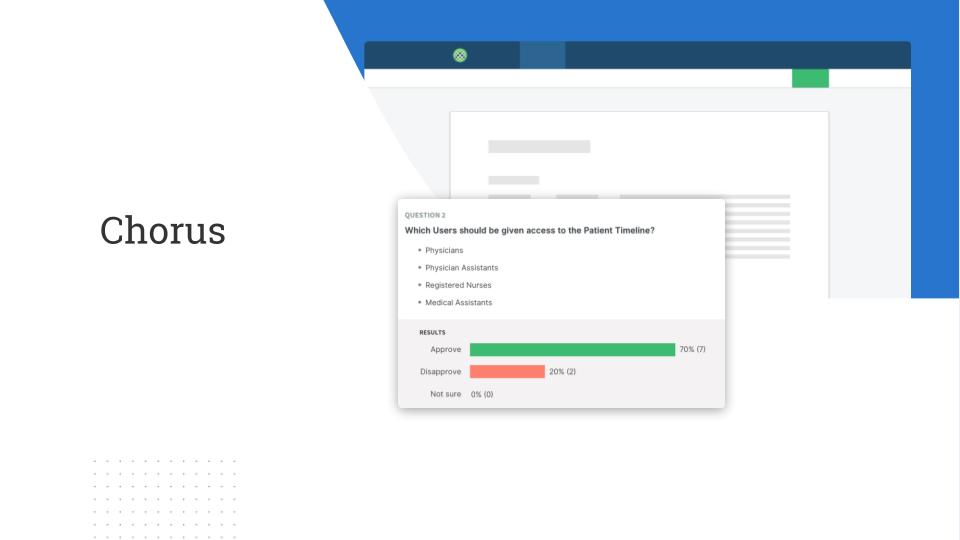 Chorus
QUESTION 2
Which Users should be given access to the Patient Timeline?
• Physicians
• Physician Assistants
• Registered Nurses
• Medical Assistants
RESULTS
Approve 70% (7)
Disapprove 20% (2)
Not sure 0% (0)